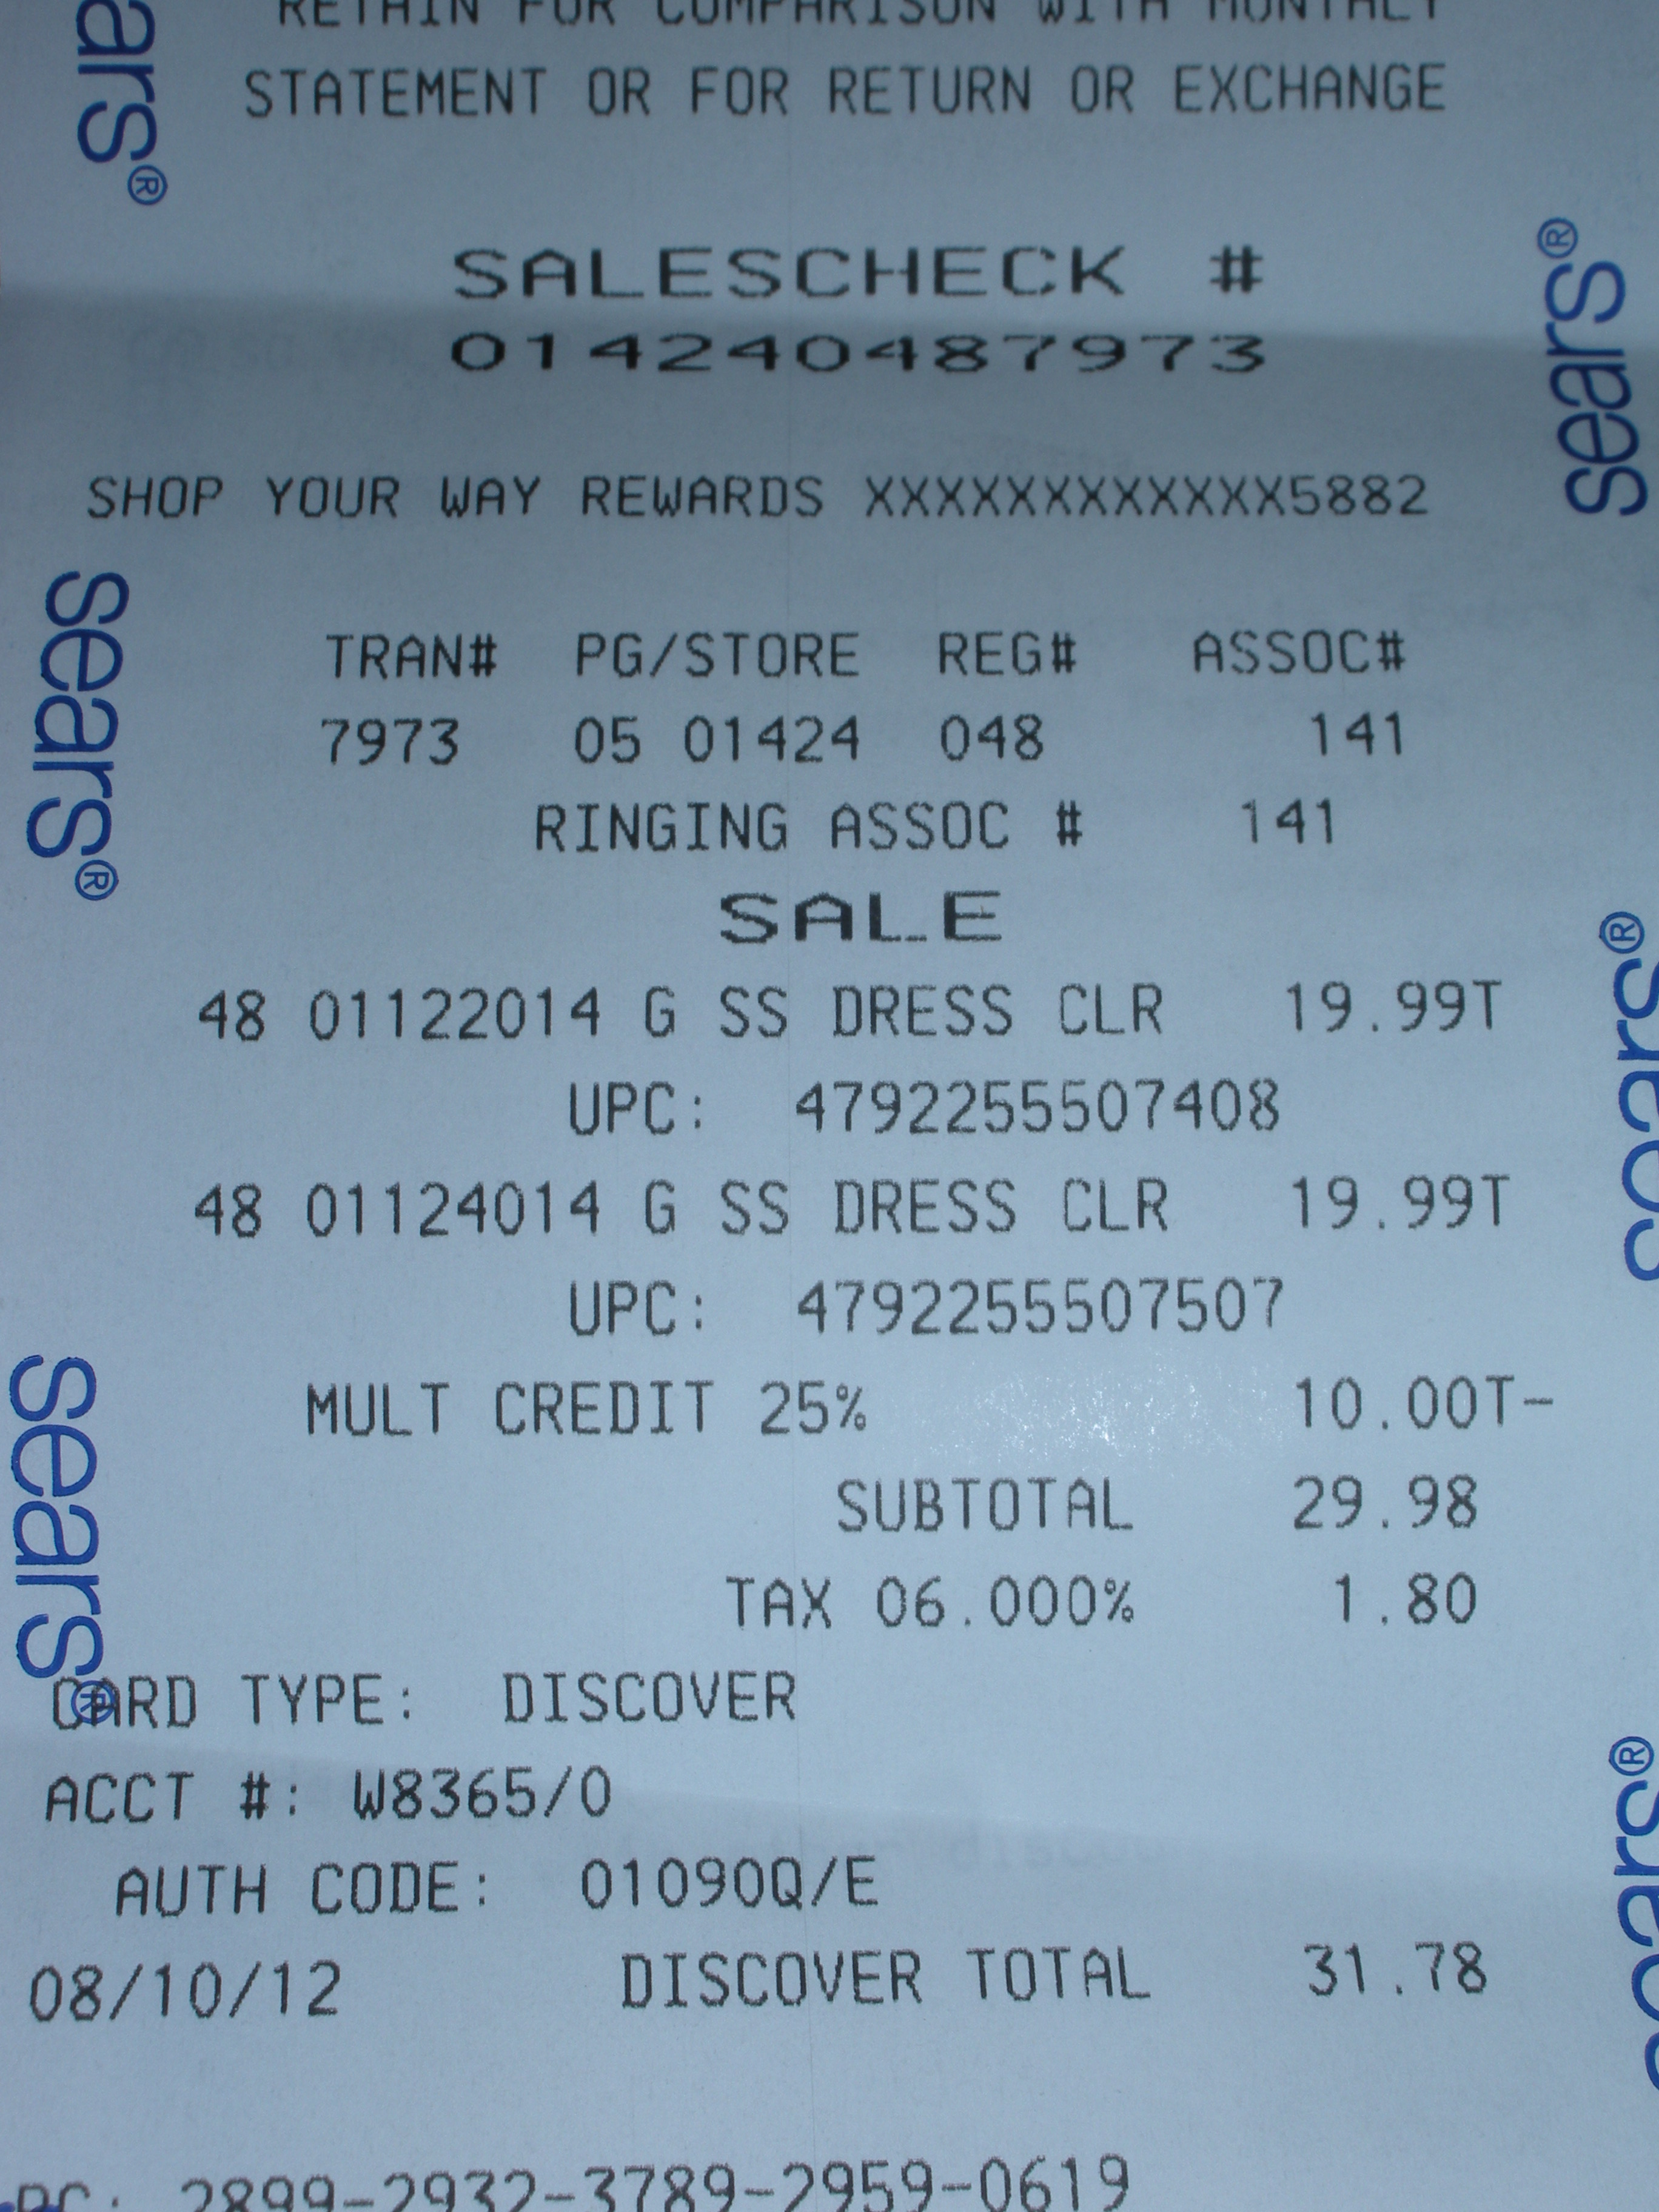 RETAIN FOR COMPARISON WITH MONTHLY
STATEMENT OR FOR RETURN OR EXCHANGE
ears®
sears®
SALESCHECK #
014240487973
SHOP YOUR WAY REWARDS XXXXXXXXXXXX5882
sears®
TRAN# PG/STORE REG# ASSOC#
7973 05 01424 048 141
RINGING ASSOC # 141
SALE
sears®
48 01122014 G SS DRESS CLR 19.99T
UPC: 4792255507408
48 01124014 G SS DRESS CLR 19.99T
UPC: 4792255507507
MULT CREDIT 25% 10.00T-
SUBTOTAL 29.98
TAX 06.000% 1.80
sears®
CARD TYPE: DISCOVER
ACCT #: W8365/0
sears®
AUTH CODE: 01090Q/E
08/10/12 DISCOVER TOTAL 31.78
RC: 2899-2932-3789-2959-0619